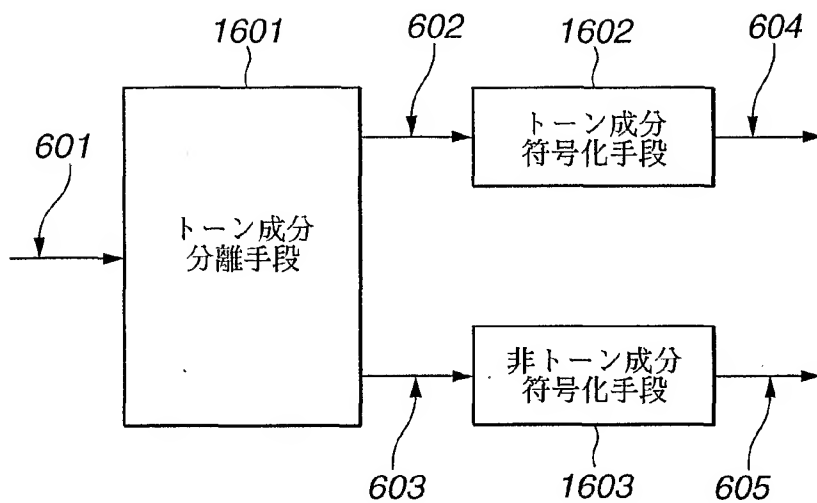 1601
602
1602
604
601
トーン成分
分離手段
トーン成分
符号化手段
非トーン成分
符号化手段
603
1603
605